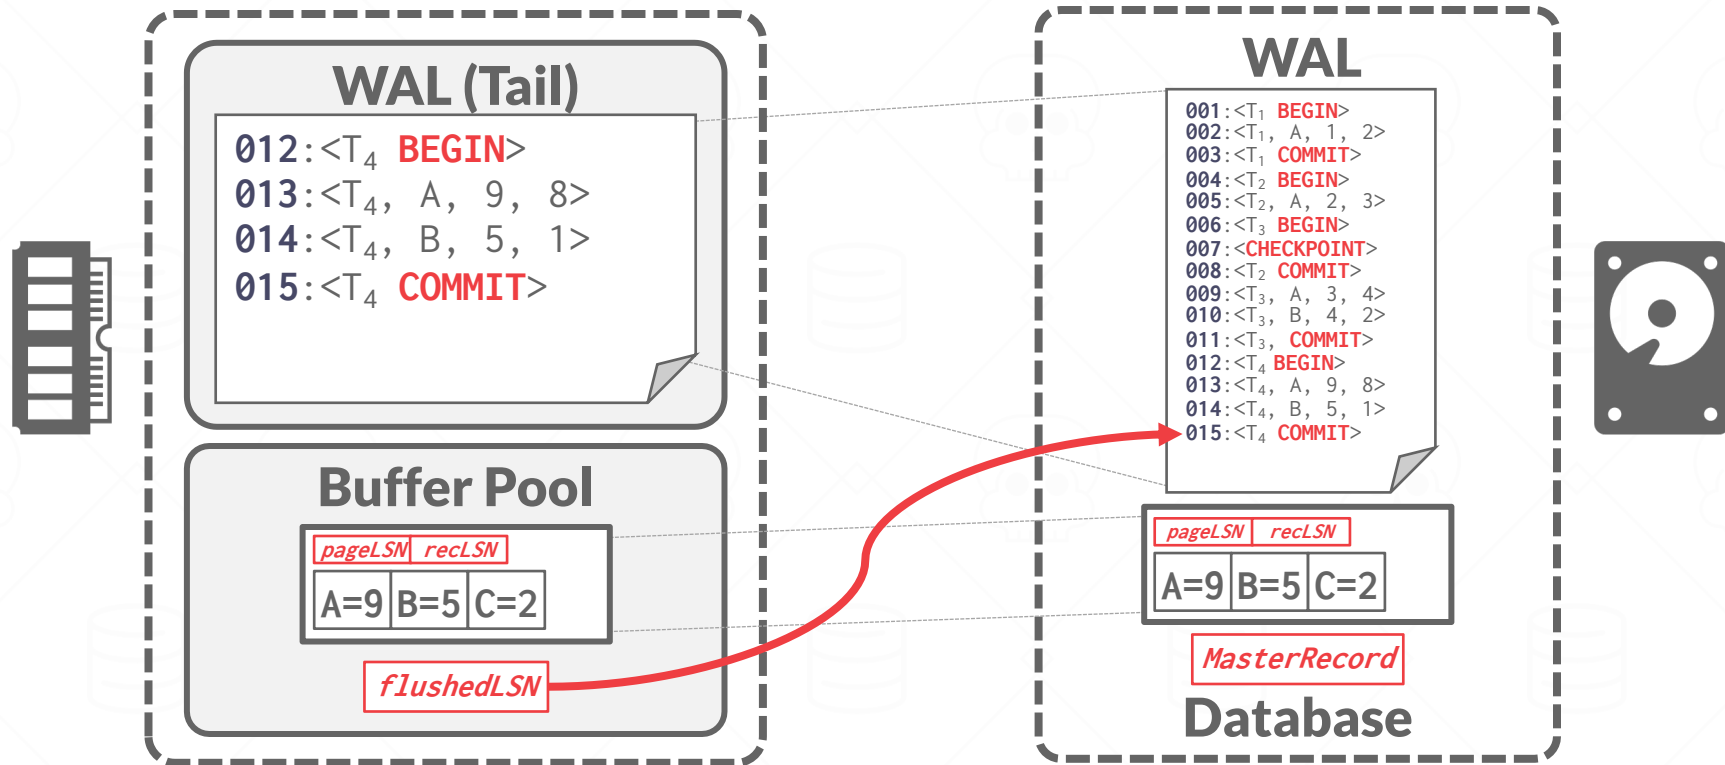 WAL (Tail)
012:<T4 BEGIN>
013:<T4, A, 9, 8>
014:<T4, B, 5, 1>
015:<T4 COMMIT>
Buffer Pool
pageLSN recLSN
A=9 B=5 C=2
flushedLSN
WAL
001:<T1 BEGIN>
002:<T1, A, 1, 2>
003:<T1 COMMIT>
004:<T2 BEGIN>
005:<T2, A, 2, 3>
006:<T3 BEGIN>
007:<CHECKPOINT>
008:<T2 COMMIT>
009:<T3, A, 3, 4>
010:<T3, B, 4, 2>
011:<T3, COMMIT>
012:<T4 BEGIN>
013:<T4, A, 9, 8>
014:<T4, B, 5, 1>
015:<T4 COMMIT>
pageLSN recLSN
A=9 B=5 C=2
MasterRecord
Database